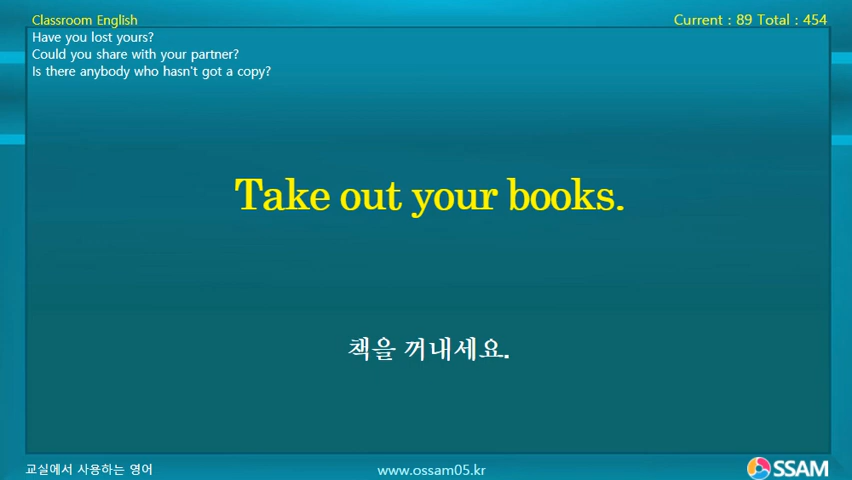 Classroom English
Current : 89 Total : 454
Have you lost yours?
Could you share with your partner?
Is there anybody who hasn't got a copy?
Take out your books.
책을 꺼내세요.
교실에서 사용하는 영어
www.ossam05.kr
OSSAM